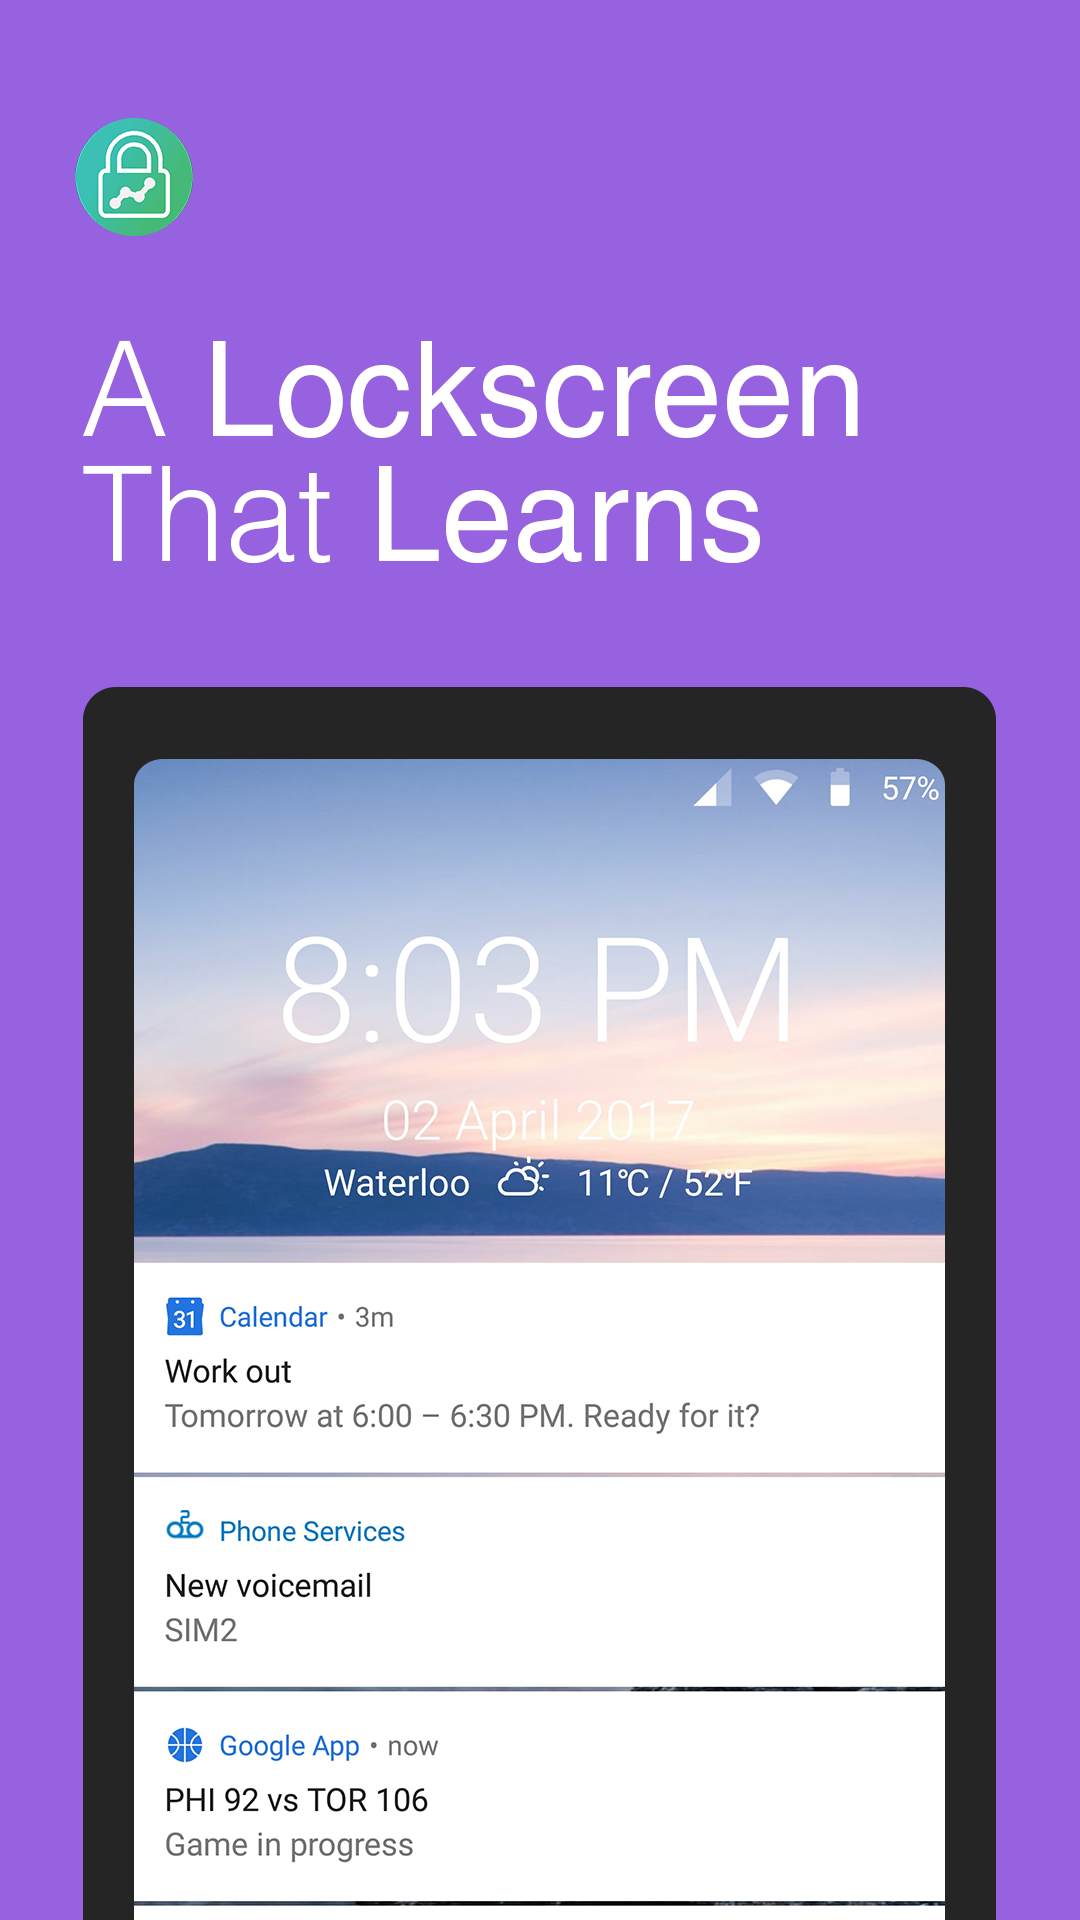 A Lockscreen
That Learns
57%
8:03 PM
02 April 2017
Waterloo 11°C / 52°F
31 Calendar • 3m
Work out
Tomorrow at 6:00 – 6:30 PM. Ready for it?
2 Phone Services
New voicemail
SIM2
Google App • now
PHI 92 vs TOR 106
Game in progress